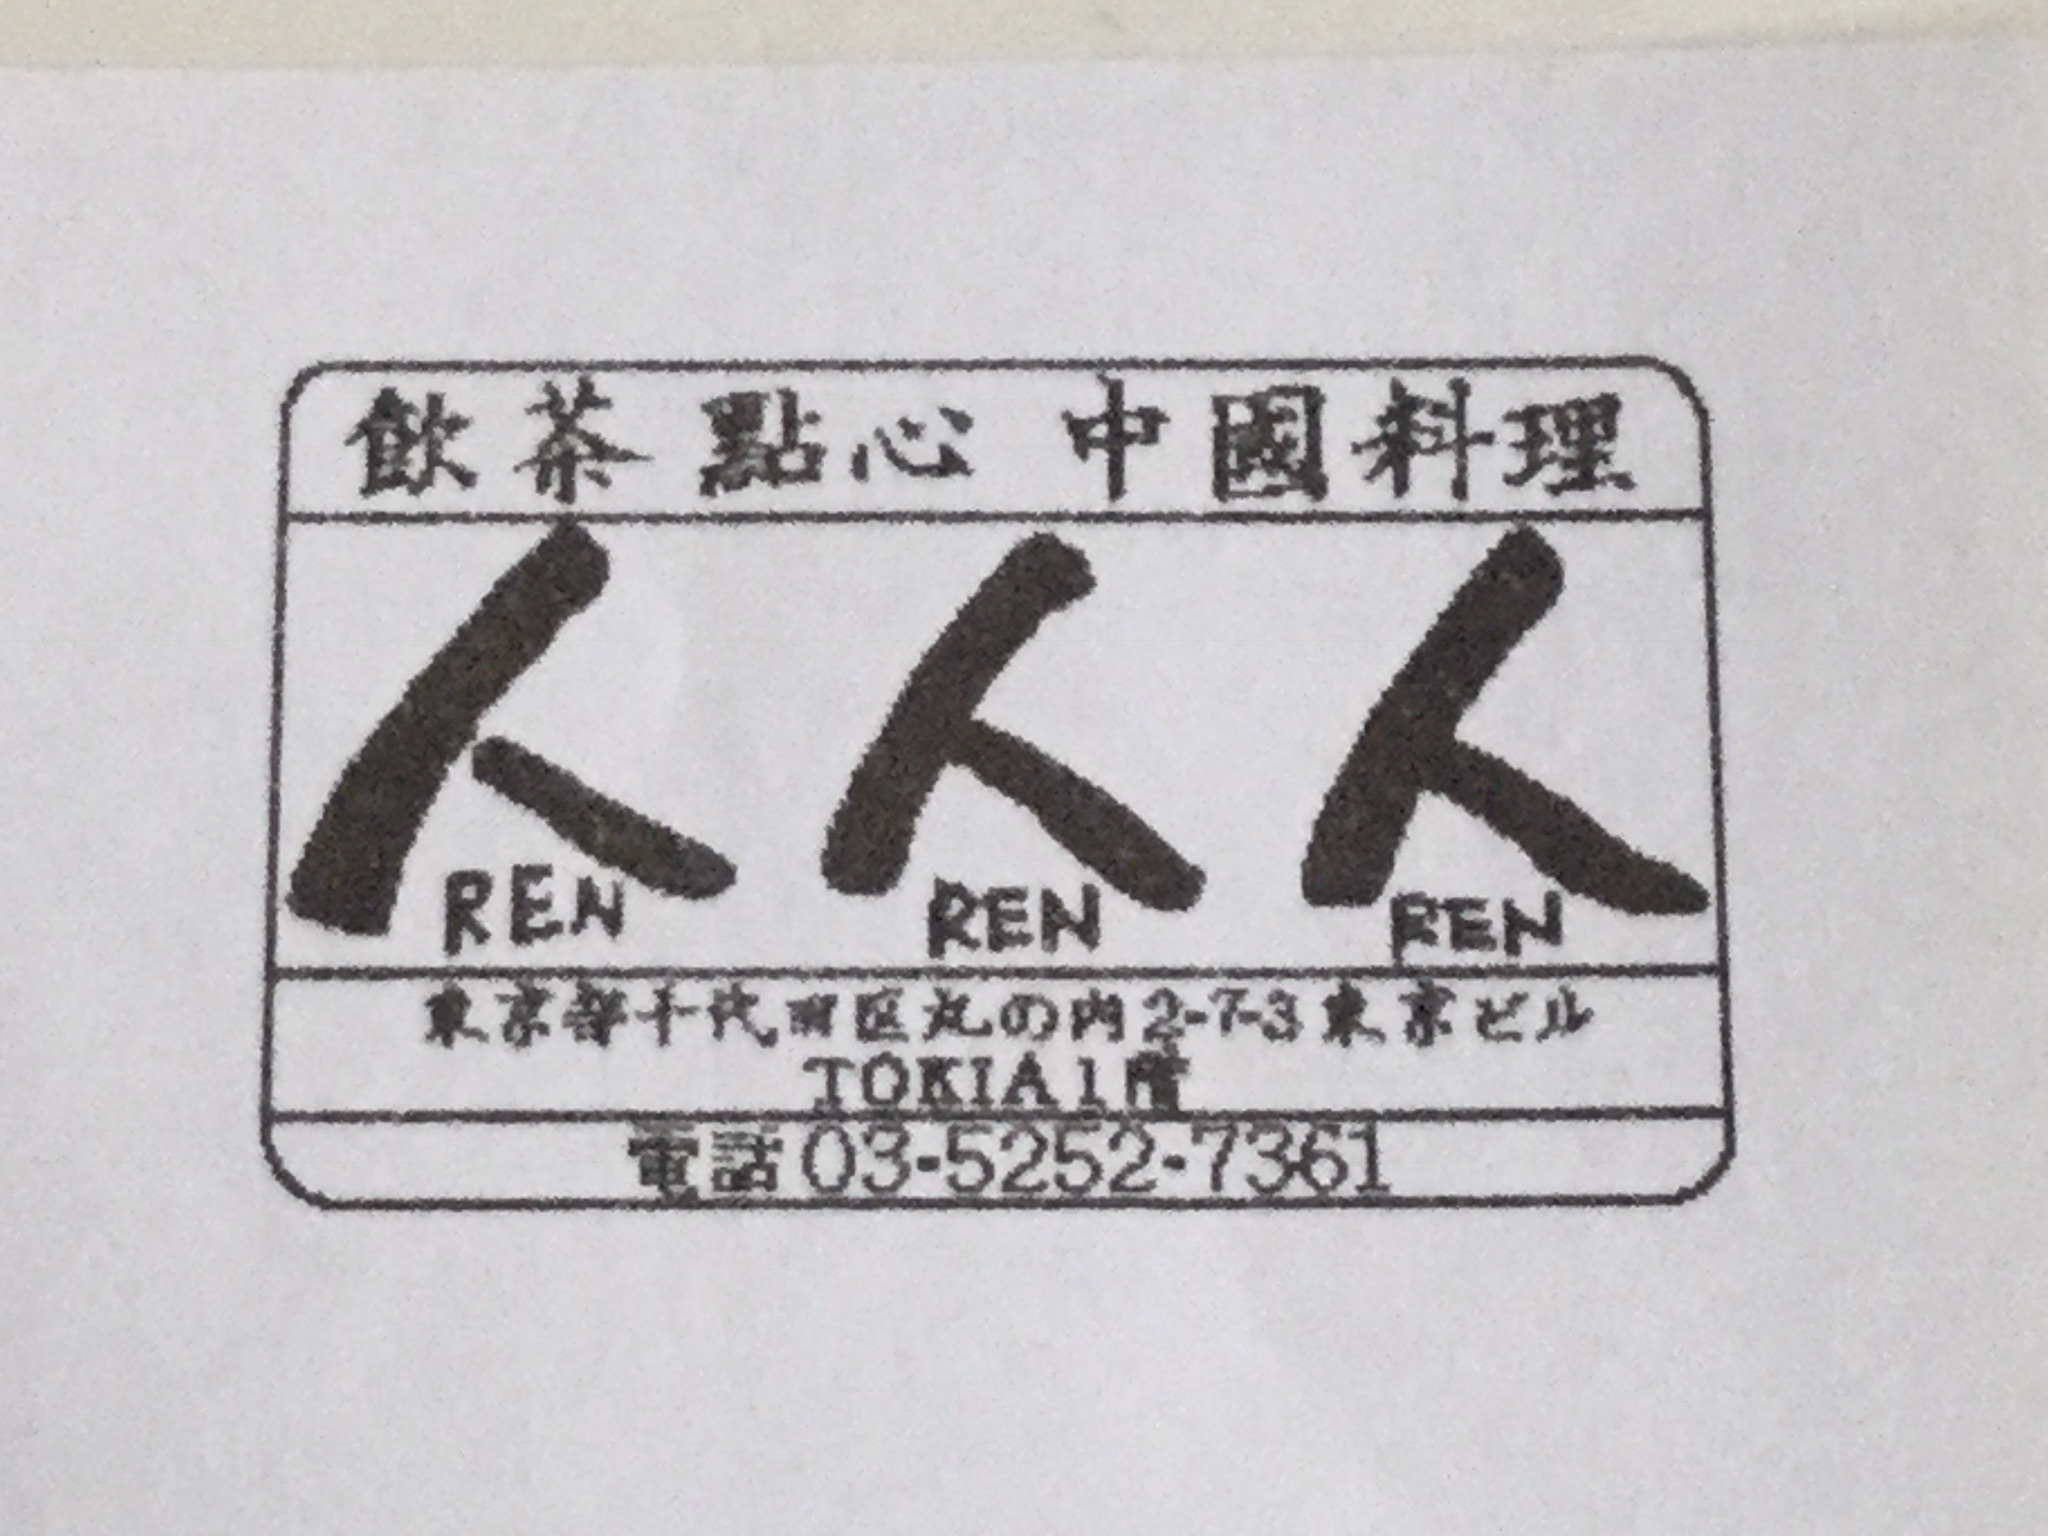 飲茶 點心 中國料理
人 人 人
REN REN REN
東京都千代田区丸の内2-7-3東京ビル
TOKIA1階
電話03-5252-7361